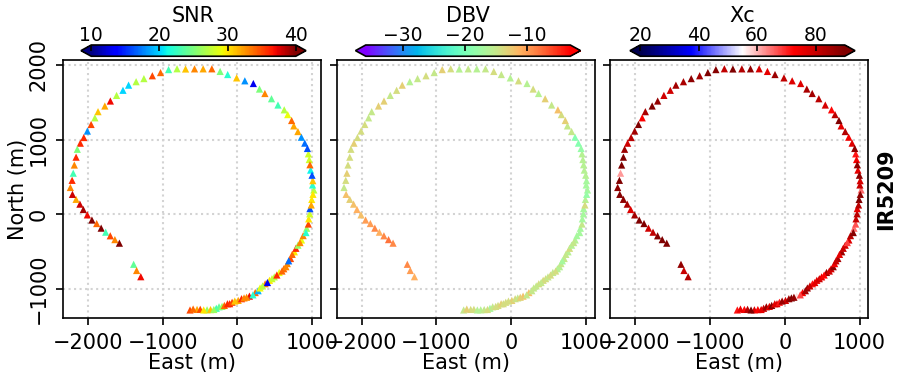 SNR DBV Xc
10 20 30 40 −30 −20 −10 20 40 60 80
2000
1000
0
−1000
North (m)
IR5209
−2000 −1000 0 1000 −2000 −1000 0 1000 −2000 −1000 0 1000
East (m) East (m) East (m)